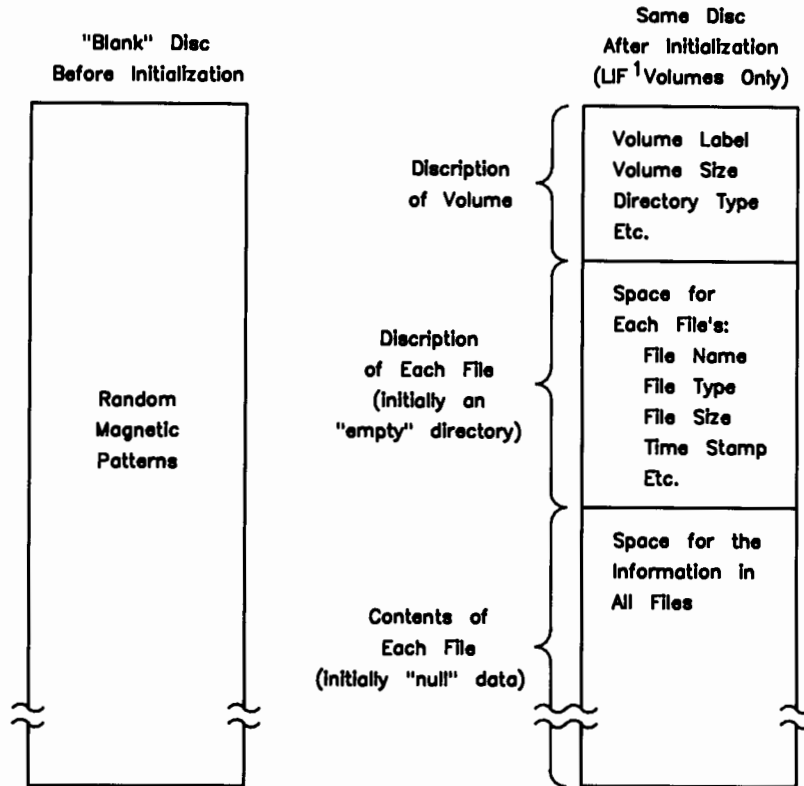 "Blank" Disc
Before Initialization
Random
Magnetic
Patterns
Same Disc
After Initialization
(LIF 1 Volumes Only)
Discription
of Volume
Volume Label
Volume Size
Directory Type
Etc.
Discription
of Each File
(initially an
"empty" directory)
Space for
Each File's:
File Name
File Type
File Size
Time Stamp
Etc.
Contents of
Each File
(initially "null" data)
Space for the
Information in
All Files